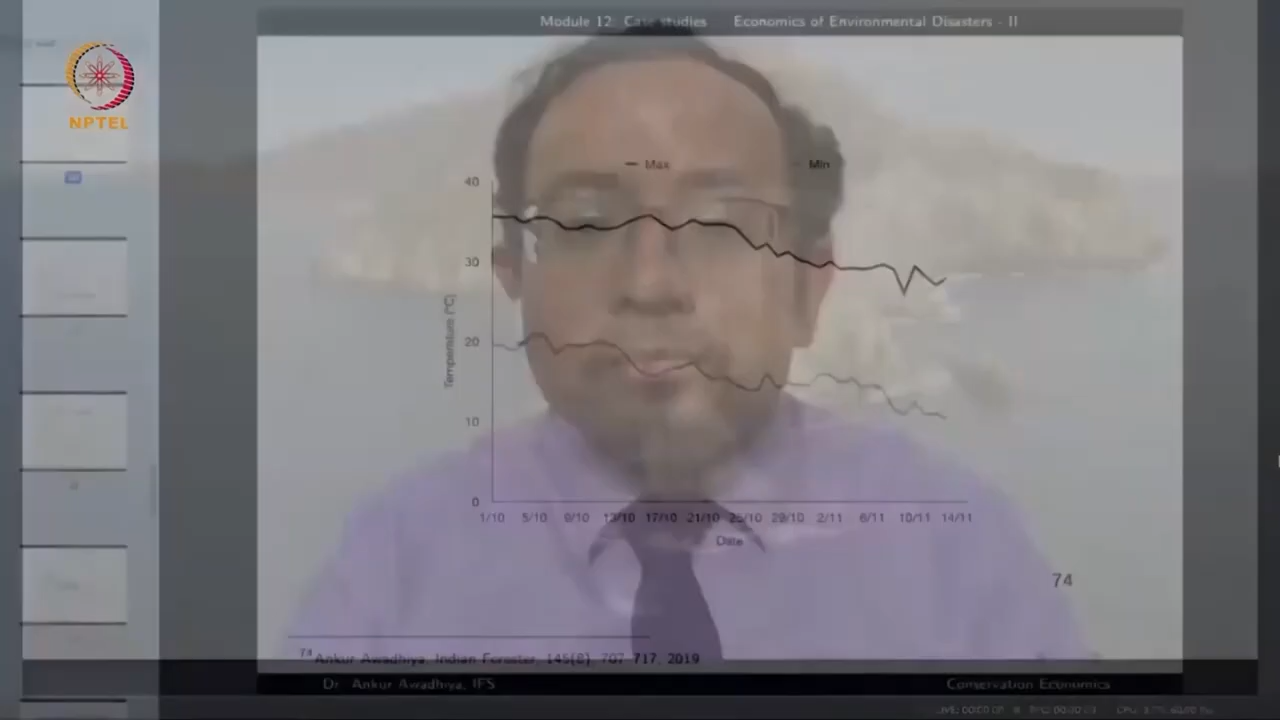 Module 12: Case studies Economics of Environmental Disasters - II
NPTEL
Max Min
40
30
20
10
0
Temperature (°C)
1/10 5/10 9/10 13/10 17/10 21/10 25/10 29/10 2/11 6/11 10/11 14/11
Date
74
74 Ankur Awadhiya, Indian Forester, 145(8), 707-717, 2019
Dr. Ankur Awadhiya, IFS Conservation Economics